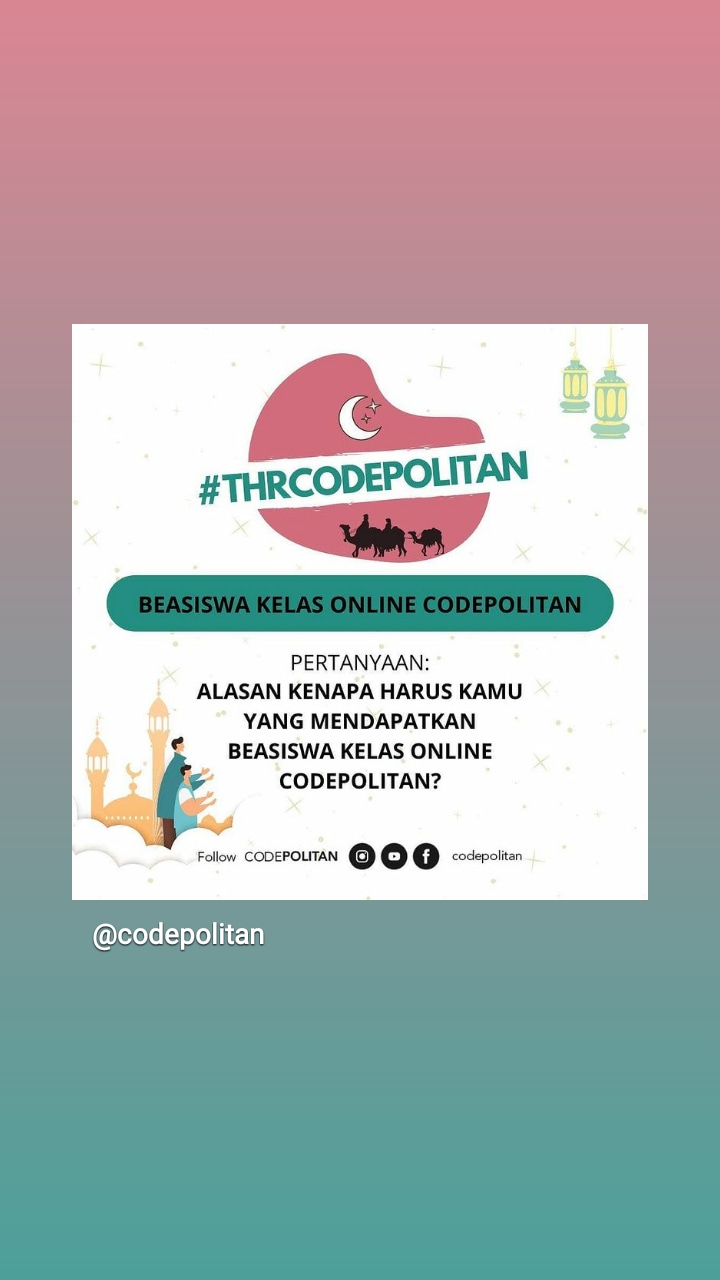 #THRCODEPOLITAN
BEASISWA KELAS ONLINE CODEPOLITAN
PERTANYAAN:
ALASAN KENAPA HARUS KAMU
YANG MENDAPATKAN
BEASISWA KELAS ONLINE
CODEPOLITAN?
Follow CODEPOLITAN codepolitan
@codepolitan